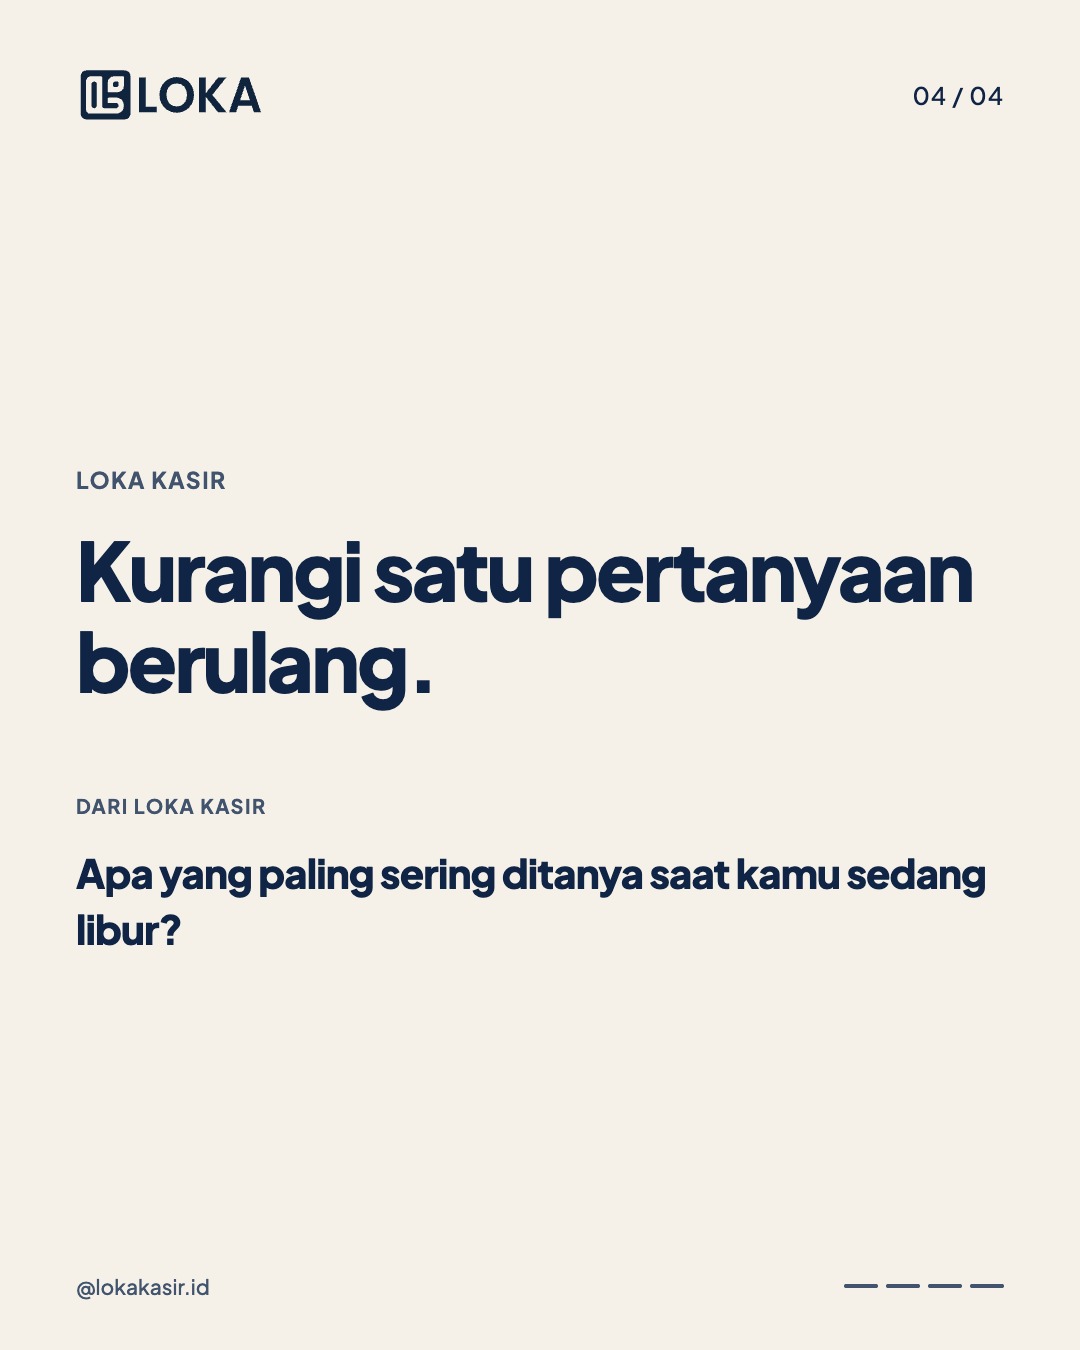 LOKA
04 / 04
LOKA KASIR
Kurangi satu pertanyaan
berulang.
DARI LOKA KASIR
Apa yang paling sering ditanya saat kamu sedang
libur?
@lokakasir.id